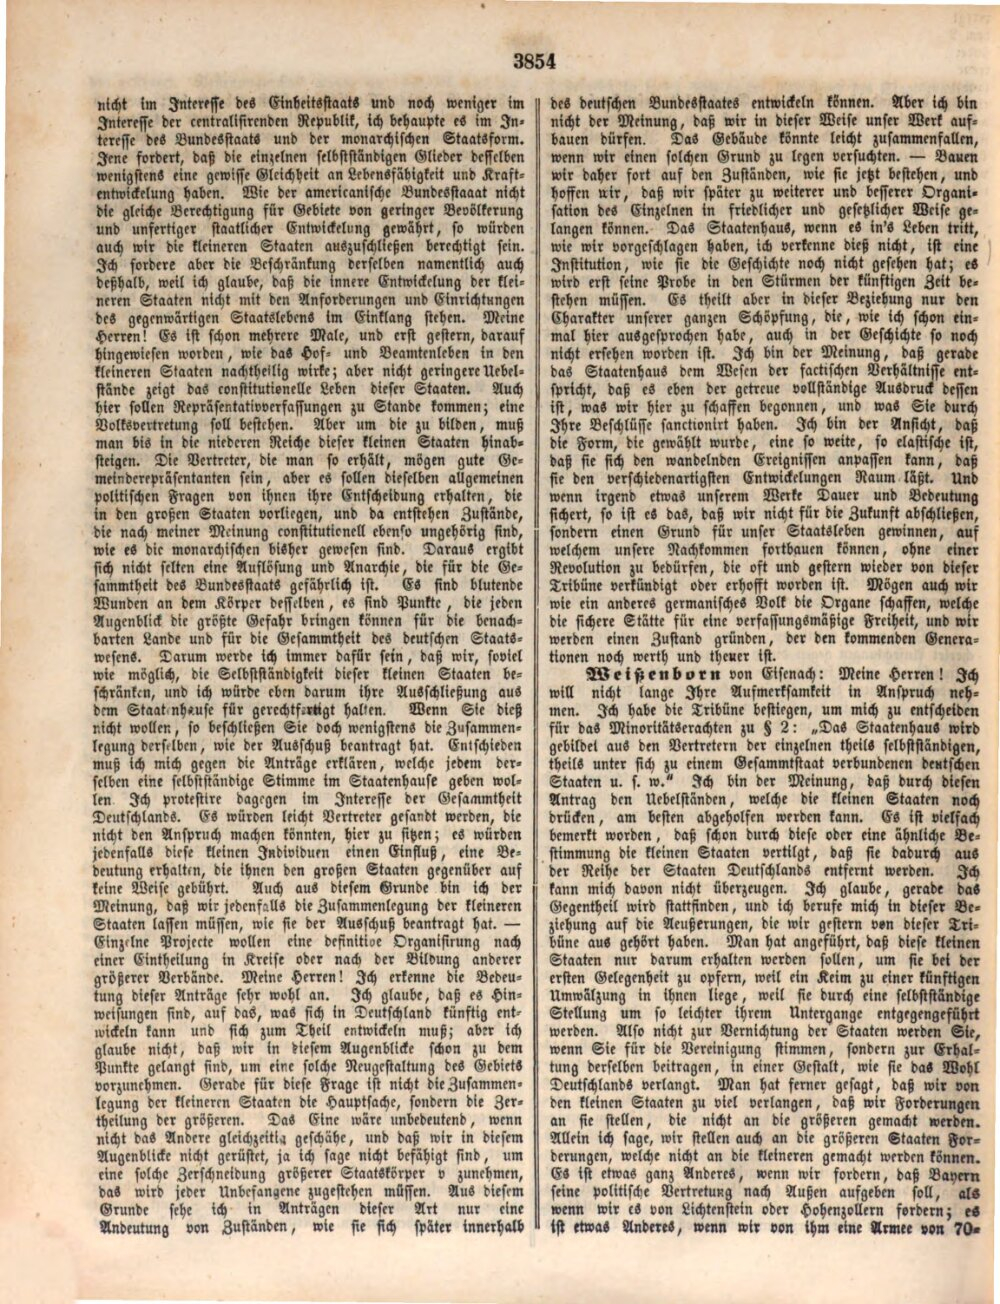 3854
nicht im Interesse des Einheitsstaats und noch weniger im
Interesse der centralisirenden Republik, ich behaupte es im In-
teresse des Bundesstaats und der monarchischen Staatsform.
Jene fordert, daß die einzelnen selbstständigen Glieder desselben
wenigstens eine gewisse Gleichheit an Lebensfähigkeit und Kraft-
entwickelung haben. Wie der americanische Bundesstaaat nicht
die gleiche Berechtigung für Gebiete von geringer Bevölkerung
und unfertiger staatlicher Entwickelung gewährt, so würden
auch wir die kleineren Staaten auszuschließen berechtigt sein.
Ich fordere aber die Beschränkung derselben namentlich auch
deßhalb, weil ich glaube, daß die innere Entwickelung der klei-
neren Staaten nicht mit den Anforderungen und Einrichtungen
des gegenwärtigen Staatslebens im Einklang stehen. Meine
Herren! Es ist schon mehrere Male, und erst gestern, darauf
hingewiesen worden, wie das Hof- und Beamtenleben in den
kleineren Staaten nachtheilig wirke; aber nicht geringere Uebel-
stände zeigt das constitutionelle Leben dieser Staaten. Auch
hier sollen Repräsentativverfassungen zu Stande kommen; eine
Volksvertretung soll bestehen. Aber um die zu bilden, muß
man bis in die niederen Reiche dieser kleinen Staaten hinab-
steigen. Die Vertreter, die man so erhält, mögen gute Ge-
meinderepräsentanten sein, aber es sollen dieselben allgemeinen
politischen Fragen von ihnen ihre Entscheidung erhalten, die
in den großen Staaten vorliegen, und da entstehen Zustände,
die nach meiner Meinung constitutionell ebenso ungehörig sind,
wie es die monarchischen bisher gewesen sind. Daraus ergibt
sich nicht selten eine Auflösung und Anarchie, die für die Ge-
sammtheit des Bundesstaats gefährlich ist. Es sind blutende
Wunden an dem Körper desselben, es sind Punkte, die jeden
Augenblick die größte Gefahr bringen können für die benach-
barten Lande und für die Gesammtheit des deutschen Staats-
wesens. Darum werde ich immer dafür sein, daß wir, soviel
wie möglich, die Selbstständigkeit dieser kleinen Staaten be-
schränken, und ich würde eben darum ihre Ausschließung aus
dem Staatenhause für gerechtfertigt halten. Wenn Sie dieß
nicht wollen, so beschließen Sie doch wenigstens die Zusammen-
legung derselben, wie der Ausschuß beantragt hat. Entschieden
muß ich mich gegen die Anträge erklären, welche jedem der-
selben eine selbstständige Stimme im Staatenhause geben wol-
len. Ich protestire dagegen im Interesse der Gesammtheit
Deutschlands. Es würden leicht Vertreter gesandt werden, die
nicht den Anspruch machen könnten, hier zu sitzen; es würden
jedenfalls diese kleinen Individuen einen Einfluß, eine Be-
deutung erhalten, die ihnen den großen Staaten gegenüber auf
keine Weise gebührt. Auch aus diesem Grunde bin ich der
Meinung, daß wir jedenfalls die Zusammenlegung der kleineren
Staaten lassen müssen, wie sie der Ausschuß beantragt hat. —
Einzelne Projecte wollen eine definitive Organisirung nach
einer Eintheilung in Kreise oder nach der Bildung anderer
größerer Verbände. Meine Herren! Ich erkenne die Bedeu-
tung dieser Anträge sehr wohl an. Ich glaube, daß es Hin-
weisungen sind, auf das, was sich in Deutschland künftig ent-
wickeln kann und sich zum Theil entwickeln muß; aber ich
glaube nicht, daß wir in diesem Augenblicke schon zu dem
Punkte gelangt sind, um eine solche Neugestaltung des Gebiets
vorzunehmen. Gerade für diese Frage ist nicht die Zusammen-
legung der kleineren Staaten die Hauptsache, sondern die Zer-
theilung der größeren. Das Eine wäre unbedeutend, wenn
nicht das Andere gleichzeitig geschähe, und daß wir in diesem
Augenblicke nicht gerüstet, ja ich sage nicht befähigt sind, um
eine solche Zerschneidung größerer Staatskörper v zunehmen,
das wird jeder Unbefangene zugestehen müssen. Aus diesem
Grunde sehe ich in Anträgen dieser Art nur eine
Andeutung von Zuständen, wie sie sich später innerhalb
des deutschen Bundesstaates entwickeln können. Aber ich bin
nicht der Meinung, daß wir in dieser Weise unser Werk auf-
bauen dürfen. Das Gebäude könnte leicht zusammenfallen,
wenn wir einen solchen Grund zu legen versuchten. — Bauen
wir daher fort auf den Zuständen, wie sie jetzt bestehen, und
hoffen wir, daß wir später zu weiterer und besserer Organi-
sation des Einzelnen in friedlicher und gesetzlicher Weise ge-
langen können. Das Staatenhaus, wenn es in's Leben tritt,
wie wir vorgeschlagen haben, ich verkenne dieß nicht, ist eine
Institution, wie sie die Geschichte noch nicht gesehen hat; es
wird erst seine Probe in den Stürmen der künftigen Zeit be-
stehen müssen. Es theilt aber in dieser Beziehung nur den
Charakter unserer ganzen Schöpfung, die, wie ich schon ein-
mal hier ausgesprochen habe, auch in der Geschichte so noch
nicht ersehen worden ist. Ich bin der Meinung, daß gerade
das Staatenhaus dem Wesen der factischen Verhältnisse ent-
spricht, daß es eben der getreue vollständige Ausdruck dessen
ist, was wir hier zu schaffen begonnen, und was Sie durch
Ihre Beschlüsse sanctionirt haben. Ich bin der Ansicht, daß
die Form, die gewählt wurde, eine so weite, so elastische ist,
daß sie sich den wandelnden Ereignissen anpassen kann, daß
sie den verschiedenartigsten Entwickelungen Raum läßt. Und
wenn irgend etwas unserem Werke Dauer und Bedeutung
sichert, so ist es das, daß wir nicht für die Zukunft abschließen,
sondern einen Grund für unser Staatsleben gewinnen, auf
welchem unsere Nachkommen fortbauen können, ohne einer
Revolution zu bedürfen, die oft und gestern wieder von dieser
Tribüne verkündigt oder erhofft worden ist. Mögen auch wir
wie ein anderes germanisches Volk die Organe schaffen, welche
die sichere Stätte für eine verfassungsmäßige Freiheit, und wir
werden einen Zustand gründen, der den kommenden Genera-
tionen noch werth und theuer ist.
Weißenborn von Eisenach: Meine Herren! Ich
will nicht lange Ihre Aufmerksamkeit in Anspruch neh-
men. Ich habe die Tribüne bestiegen, um mich zu entscheiden
für das Minoritätserachten zu § 2: „Das Staatenhaus wird
gebildet aus den Vertretern der einzelnen theils selbstständigen,
theils unter sich zu einem Gesammtstaat verbundenen deutschen
Staaten u. s. w.“ Ich bin der Meinung, daß durch diesen
Antrag den Uebelständen, welche die kleinen Staaten noch
drücken, am besten abgeholfen werden kann. Es ist vielfach
bemerkt worden, daß schon durch diese oder eine ähnliche Be-
stimmung die kleinen Staaten vertilgt, daß sie dadurch aus
der Reihe der Staaten Deutschlands entfernt werden. Ich
kann mich davon nicht überzeugen. Ich glaube, gerade das
Gegentheil wird stattfinden, und ich berufe mich in dieser Be-
ziehung auf die Aeußerungen, die wir gestern von dieser Tri-
büne aus gehört haben. Man hat angeführt, daß diese kleinen
Staaten nur darum erhalten werden sollen, um sie bei der
ersten Gelegenheit zu opfern, weil ein Keim zu einer künftigen
Umwälzung in ihnen liege, weil sie durch eine selbstständige
Stellung um so leichter ihrem Untergange entgegengeführt
werden. Also nicht zur Vernichtung der Staaten werden Sie,
wenn Sie für die Vereinigung stimmen, sondern zur Erhal-
tung derselben beitragen, in einer Gestalt, wie sie das Wohl
Deutschlands verlangt. Man hat ferner gesagt, daß wir von
den kleinen Staaten zu viel verlangen, daß wir Forderungen
an sie stellen, die nicht an die größeren gemacht werden.
Allein ich sage, wir stellen auch an die größeren Staaten For-
derungen, welche nicht an die kleineren gemacht werden können.
Es ist etwas ganz Anderes, wenn wir fordern, daß Bayern
seine politische Vertretung nach Außen aufgeben soll, als
wenn wir es von Lichtenstein oder Hohenzollern fordern; es
ist etwas Anderes, wenn wir von ihm eine Armee von 70-